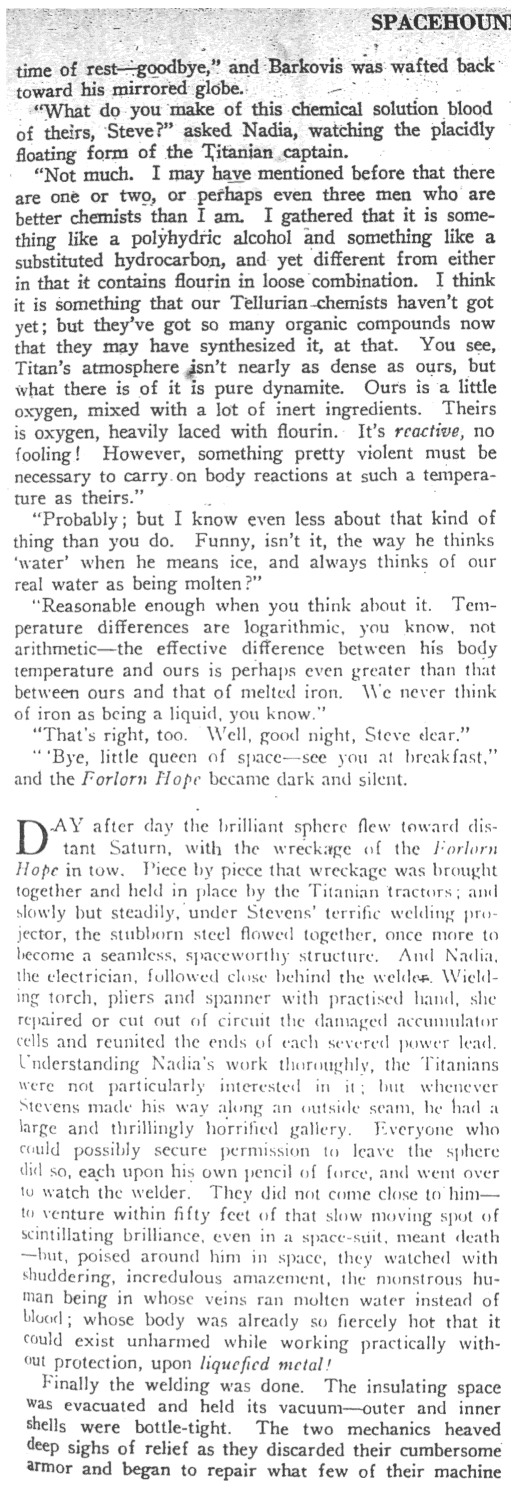 SPACEHOUN
time of rest—goodbye," and Barkovis was wafted back
toward his mirrored globe.
"What do you make of this chemical solution blood
of theirs, Steve?" asked Nadia, watching the placidly
floating form of the Titanian captain.
"Not much. I may have mentioned before that there
are one or two, or perhaps even three men who are
better chemists than I am. I gathered that it is some-
thing like a polyhydric alcohol and something like a
substituted hydrocarbon, and yet different from either
in that it contains flourin in loose combination. I think
it is something that our Tellurian chemists haven't got
yet; but they've got so many organic compounds now
that they may have synthesized it, at that. You see,
Titan's atmosphere isn't nearly as dense as ours, but
what there is of it is pure dynamite. Ours is a little
oxygen, mixed with a lot of inert ingredients. Theirs
is oxygen, heavily laced with flourin. It's reactive, no
fooling! However, something pretty violent must be
necessary to carry on body reactions at such a tempera-
ture as theirs."
"Probably; but I know even less about that kind of
thing than you do. Funny, isn't it, the way he thinks
'water' when he means ice, and always thinks of our
real water as being molten?"
"Reasonable enough when you think about it. Tem-
perature differences are logarithmic, you know, not
arithmetic—the effective difference between his body
temperature and ours is perhaps even greater than that
between ours and that of melted iron. We never think
of iron as being a liquid, you know."
"That's right, too. Well, good night, Steve dear."
"'Bye, little queen of space—see you at breakfast,"
and the Forlorn Hope became dark and silent.
DAY after day the brilliant sphere flew toward dis-
tant Saturn, with the wreckage of the Forlorn
Hope in tow. Piece by piece that wreckage was brought
together and held in place by the Titanian tractors; and
slowly but steadily, under Stevens' terrific welding pro-
jector, the stubborn steel flowed together, once more to
become a seamless, spaceworthy structure. And Nadia,
the electrician, followed close behind the welder. Wield-
ing torch, pliers and spanner with practised hand, she
repaired or cut out of circuit the damaged accumulator
cells and reunited the ends of each severed power lead.
Understanding Nadia's work thoroughly, the Titanians
were not particularly interested in it; but whenever
Stevens made his way along an outside seam, he had a
large and thrillingly horrified gallery. Everyone who
could possibly secure permission to leave the sphere
did so, each upon his own pencil of force, and went over
to watch the welder. They did not come close to him—
to venture within fifty feet of that slow moving spot of
scintillating brilliance, even in a space-suit, meant death
—but, poised around him in space, they watched with
shuddering, incredulous amazement, the monstrous hu-
man being in whose veins ran molten water instead of
blood; whose body was already so fiercely hot that it
could exist unharmed while working practically with-
out protection, upon liquefied metal!
Finally the welding was done. The insulating space
was evacuated and held its vacuum—outer and inner
shells were bottle-tight. The two mechanics heaved
deep sighs of relief as they discarded their cumbersome
armor and began to repair what few of their machine